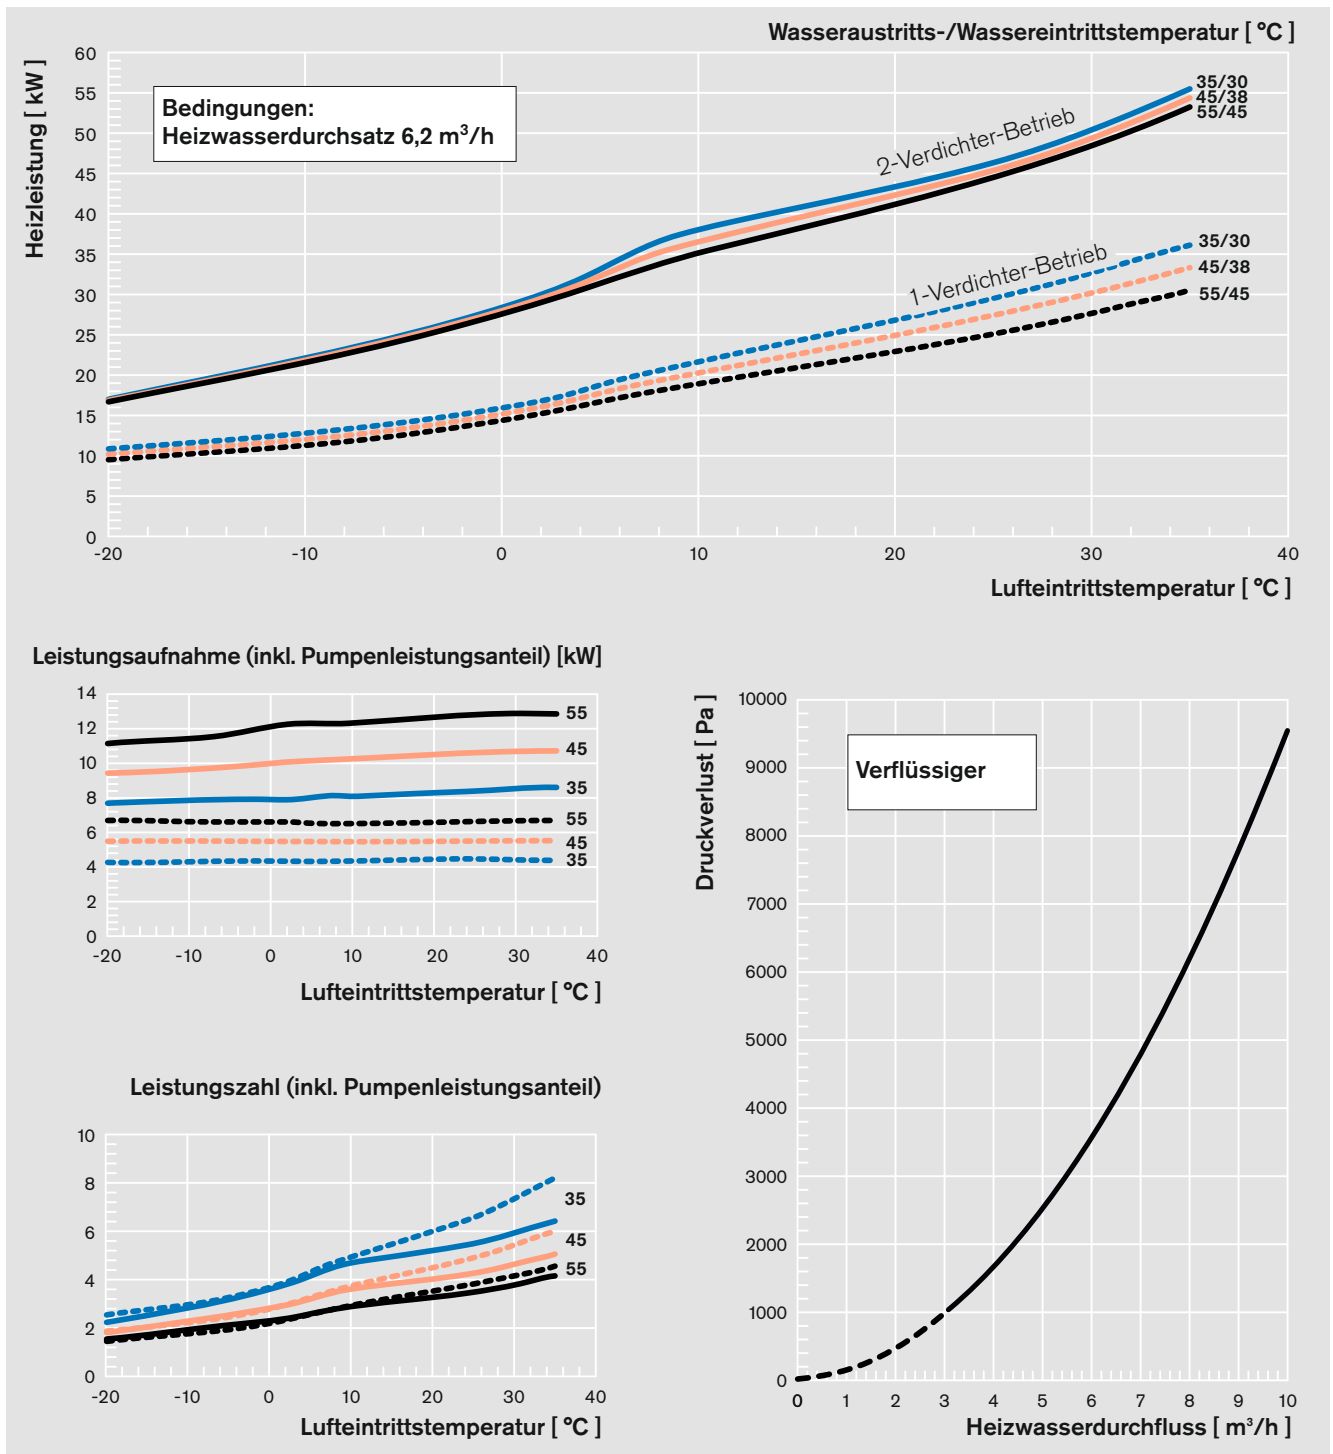 Wasseraustritts-/Wassereintrittstemperatur [ °C ]
Heizleistung [ kW ]
60
55
50
45
40
35
30
25
20
15
10
5
0
Bedingungen:
Heizwasserdurchsatz 6,2 m³/h
2-Verdichter-Betrieb
35/30
45/38
55/45
1-Verdichter-Betrieb
35/30
45/38
55/45
-20 -10 0 10 20 30 40
Lufteintrittstemperatur [ °C ]
Leistungsaufnahme (inkl. Pumpenleistungsanteil) [kW]
14
12
10
8
6
4
2
0
55
45
35
55
45
35
-20 -10 0 10 20 30 40
Lufteintrittstemperatur [ °C ]
Leistungszahl (inkl. Pumpenleistungsanteil)
10
8
6
4
2
0
35
45
55
-20 -10 0 10 20 30 40
Lufteintrittstemperatur [ °C ]
Druckverlust [ Pa ]
10000
9000
8000
7000
6000
5000
4000
3000
2000
1000
0
Verflüssiger
0 1 2 3 4 5 6 7 8 9 10
Heizwasserdurchfluss [ m³/h ]